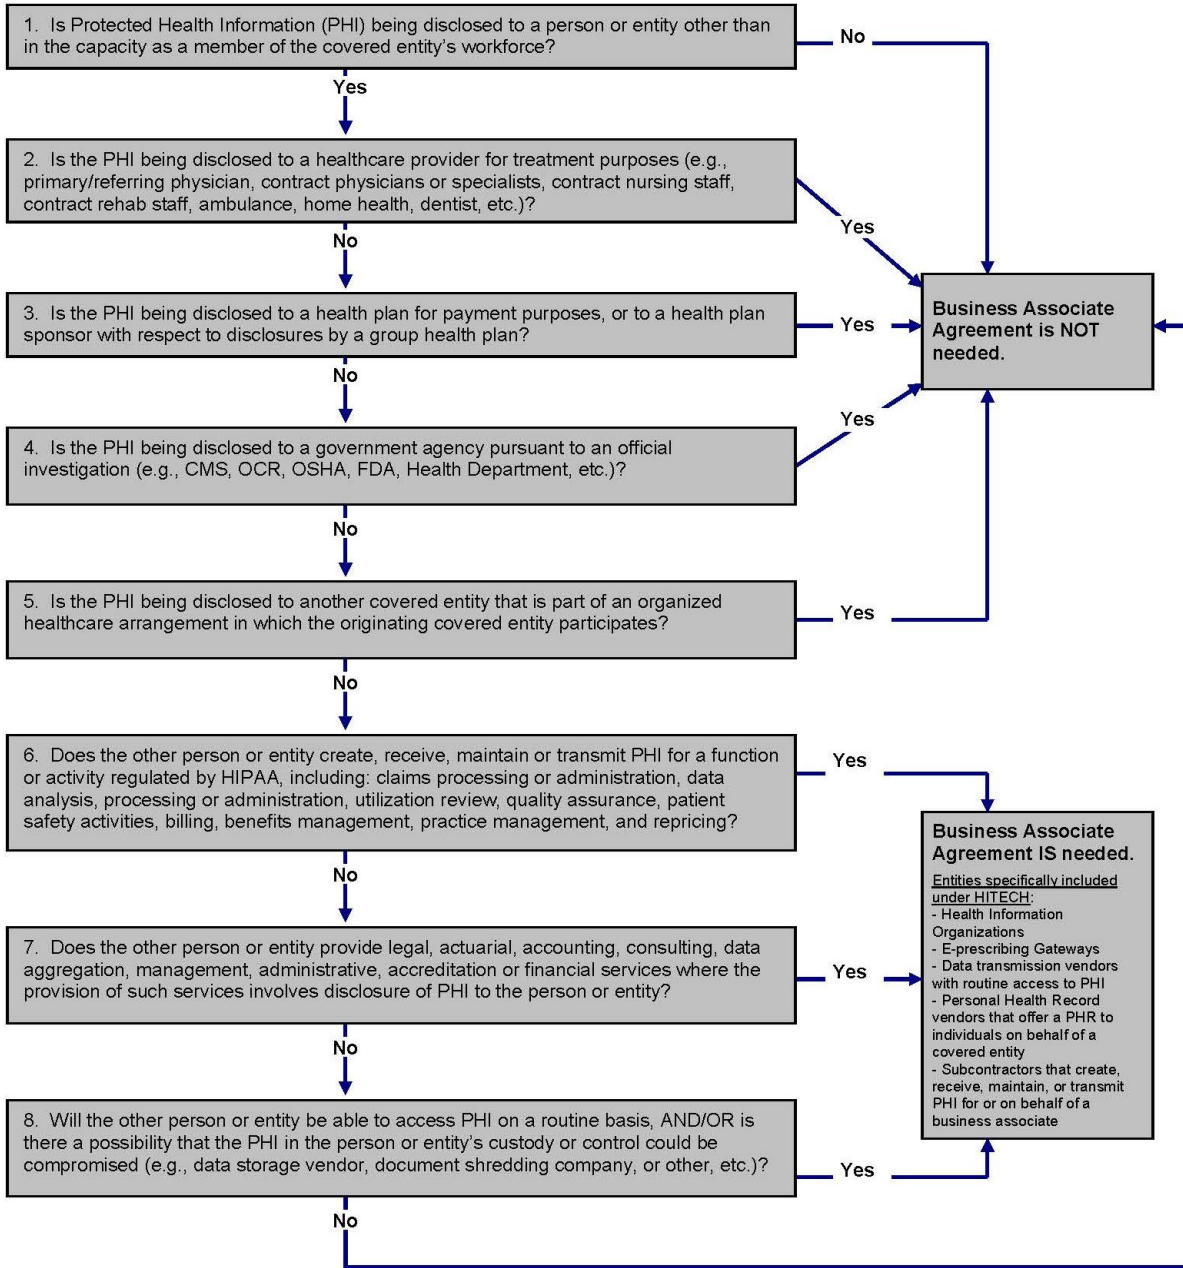 1. Is Protected Health Information (PHI) being disclosed to a person or entity other than
in the capacity as a member of the covered entity's workforce?
No
Yes
2. Is the PHI being disclosed to a healthcare provider for treatment purposes (e.g.,
primary/referring physician, contract physicians or specialists, contract nursing staff,
contract rehab staff, ambulance, home health, dentist, etc.)?
Yes
No
3. Is the PHI being disclosed to a health plan for payment purposes, or to a health plan
sponsor with respect to disclosures by a group health plan?
Yes
Business Associate
Agreement is NOT
needed.
No
4. Is the PHI being disclosed to a government agency pursuant to an official
investigation (e.g., CMS, OCR, OSHA, FDA, Health Department, etc.)?
Yes
No
5. Is the PHI being disclosed to another covered entity that is part of an organized
healthcare arrangement in which the originating covered entity participates?
Yes
No
6. Does the other person or entity create, receive, maintain or transmit PHI for a function
or activity regulated by HIPAA, including: claims processing or administration, data
analysis, processing or administration, utilization review, quality assurance, patient
safety activities, billing, benefits management, practice management, and repricing?
Yes
No
Business Associate
Agreement IS needed.
Entities specifically included
under HITECH:
- Health Information
Organizations
- E-prescribing Gateways
- Data transmission vendors
with routine access to PHI
- Personal Health Record
vendors that offer a PHR to
individuals on behalf of a
covered entity
- Subcontractors that create,
receive, maintain, or transmit
PHI for or on behalf of a
business associate
7. Does the other person or entity provide legal, actuarial, accounting, consulting, data
aggregation, management, administrative, accreditation or financial services where the
provision of such services involves disclosure of PHI to the person or entity?
Yes
No
8. Will the other person or entity be able to access PHI on a routine basis, AND/OR is
there a possibility that the PHI in the person or entity's custody or control could be
compromised (e.g., data storage vendor, document shredding company, or other, etc.)?
Yes
No